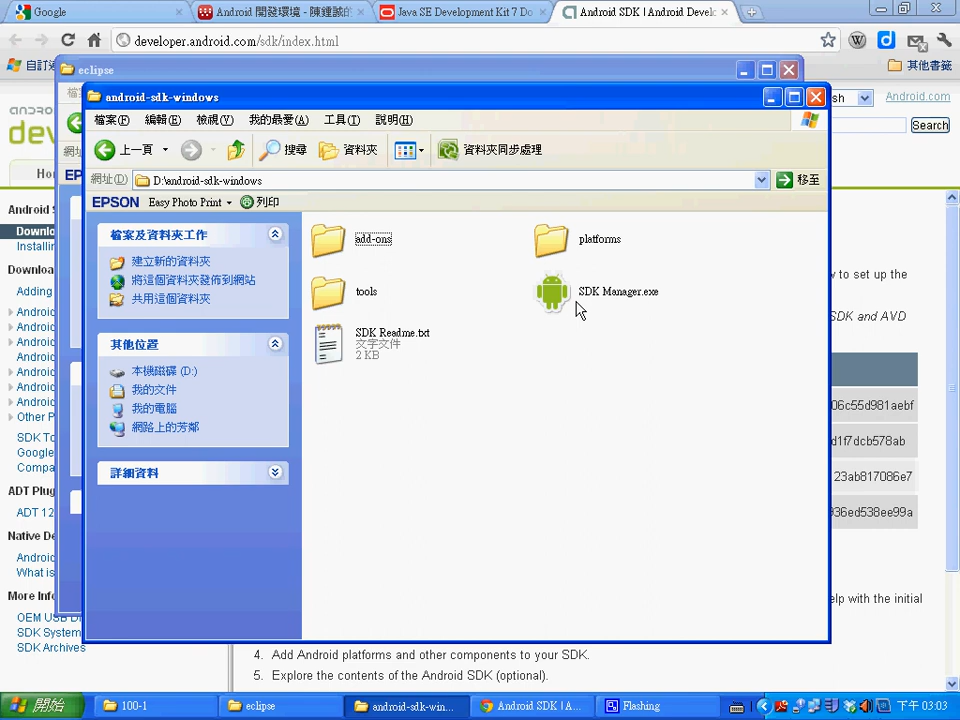 Google
Android 開發環境 - 陳鍾誠的
Java SE Development Kit 7 Do
Android SDK | Android Devel
developer.android.com/sdk/index.html
自訂
其他書籤
eclipse
android-sdk-windows
檔案(F) 編輯(E) 檢視(V) 我的最愛(A) 工具(T) 說明(H)
Android.com
上一頁 搜尋 資料夾 資料夾同步處理
Search
網址(D) D:\android-sdk-windows 移至
EPSON Easy Photo Print 列印
檔案及資料夾工作
建立新的資料夾
將這個資料夾發佈到網站
共用這個資料夾
其他位置
本機磁碟 (D:)
我的文件
我的電腦
網路上的芳鄰
詳細資料
add-ons
platforms
tools
SDK Manager.exe
SDK Readme.txt
文字文件
2 KB
Android S
Downlo
Installin
Downloa
Adding
Android
Android
Android
Android
Android
Android
Android
Other P
SDK To
Google
Compa
ADT Plug
ADT 12
Native De
Android
What is
More Info
OEM USB Dr
SDK System
SDK Archives
y to set up the
SDK and AVD
06c55d981aebf
d1f7dcb578ab
23ab817086e7
936ed538ee99a
elp with the initial
4. Add Android platforms and other components to your SDK.
5. Explore the contents of the Android SDK (optional).
開始
100-1
eclipse
android-sdk-win...
Android SDK | A...
Flashing
下午 03:03